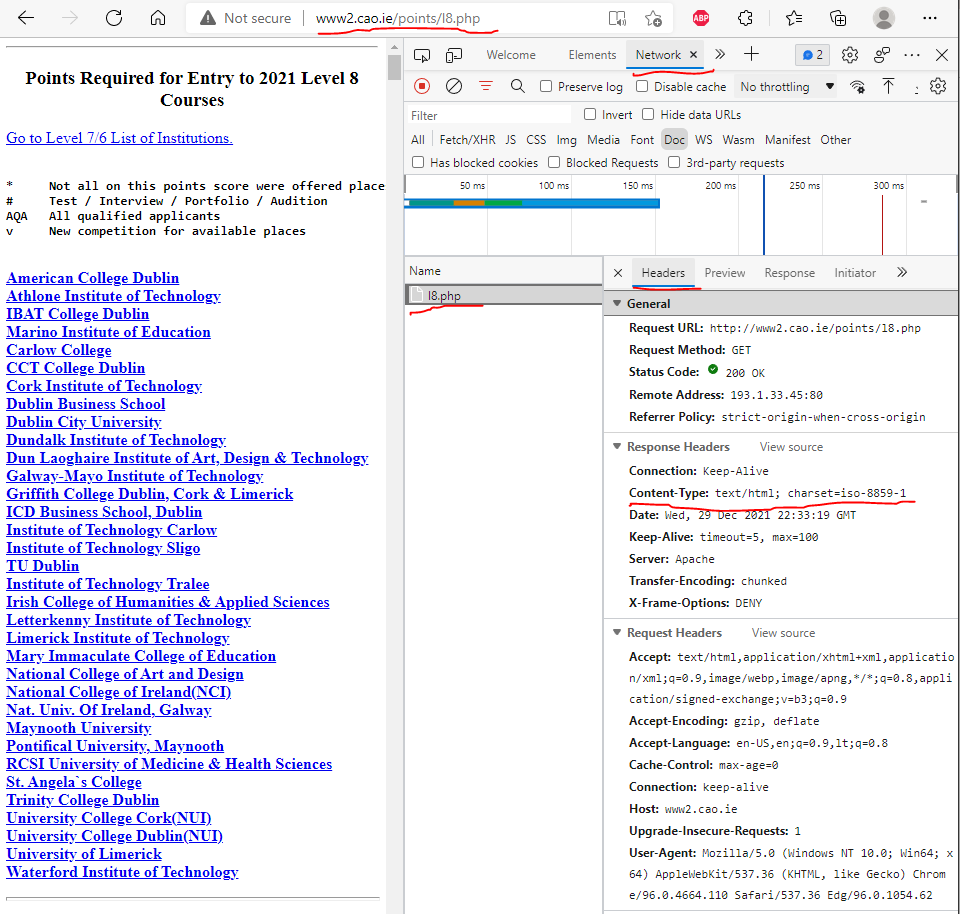 Not secure | www2.cao.ie/points/l8.php
ABP
Points Required for Entry to 2021 Level 8
Courses
Go to Level 7/6 List of Institutions.
* Not all on this points score were offered place
# Test / Interview / Portfolio / Audition
AQA All qualified applicants
v New competition for available places
American College Dublin
Athlone Institute of Technology
IBAT College Dublin
Marino Institute of Education
Carlow College
CCT College Dublin
Cork Institute of Technology
Dublin Business School
Dublin City University
Dundalk Institute of Technology
Dun Laoghaire Institute of Art, Design & Technology
Galway-Mayo Institute of Technology
Griffith College Dublin, Cork & Limerick
ICD Business School, Dublin
Institute of Technology Carlow
Institute of Technology Sligo
TU Dublin
Institute of Technology Tralee
Irish College of Humanities & Applied Sciences
Letterkenny Institute of Technology
Limerick Institute of Technology
Mary Immaculate College of Education
National College of Art and Design
National College of Ireland(NCI)
Nat. Univ. Of Ireland, Galway
Maynooth University
Pontifical University, Maynooth
RCSI University of Medicine & Health Sciences
St. Angela`s College
Trinity College Dublin
University College Cork(NUI)
University College Dublin(NUI)
University of Limerick
Waterford Institute of Technology
Welcome Elements Network 2
Preserve log Disable cache No throttling
Filter Invert Hide data URLs
All Fetch/XHR JS CSS Img Media Font Doc WS Wasm Manifest Other
Has blocked cookies Blocked Requests 3rd-party requests
50 ms 100 ms 150 ms 200 ms 250 ms 300 ms
Name
l8.php
Headers Preview Response Initiator
General
Request URL: http://www2.cao.ie/points/l8.php
Request Method: GET
Status Code: 200 OK
Remote Address: 193.1.33.45:80
Referrer Policy: strict-origin-when-cross-origin
Response Headers View source
Connection: Keep-Alive
Content-Type: text/html; charset=iso-8859-1
Date: Wed, 29 Dec 2021 22:33:19 GMT
Keep-Alive: timeout=5, max=100
Server: Apache
Transfer-Encoding: chunked
X-Frame-Options: DENY
Request Headers View source
Accept: text/html,application/xhtml+xml,applicatio
n/xml;q=0.9,image/webp,image/apng,*/*;q=0.8,appli
cation/signed-exchange;v=b3;q=0.9
Accept-Encoding: gzip, deflate
Accept-Language: en-US,en;q=0.9,lt;q=0.8
Cache-Control: max-age=0
Connection: keep-alive
Host: www2.cao.ie
Upgrade-Insecure-Requests: 1
User-Agent: Mozilla/5.0 (Windows NT 10.0; Win64; x
64) AppleWebKit/537.36 (KHTML, like Gecko) Chrom
e/96.0.4664.110 Safari/537.36 Edg/96.0.1054.62